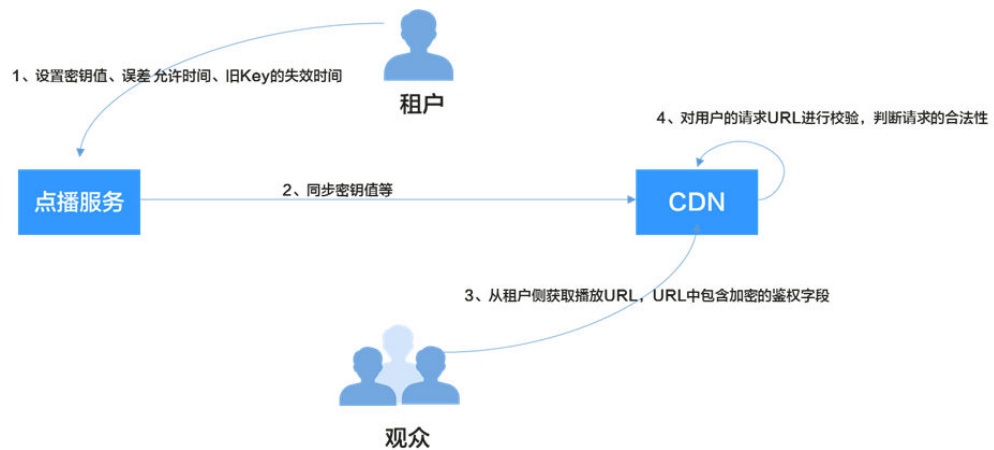 1、设置密钥值、误差允许时间、旧Key的失效时间
租户
4、对用户的请求URL进行校验，判断请求的合法性
点播服务
2、同步密钥值等
CDN
3、从租户侧获取播放URL，URL中包含加密的鉴权字段
观众